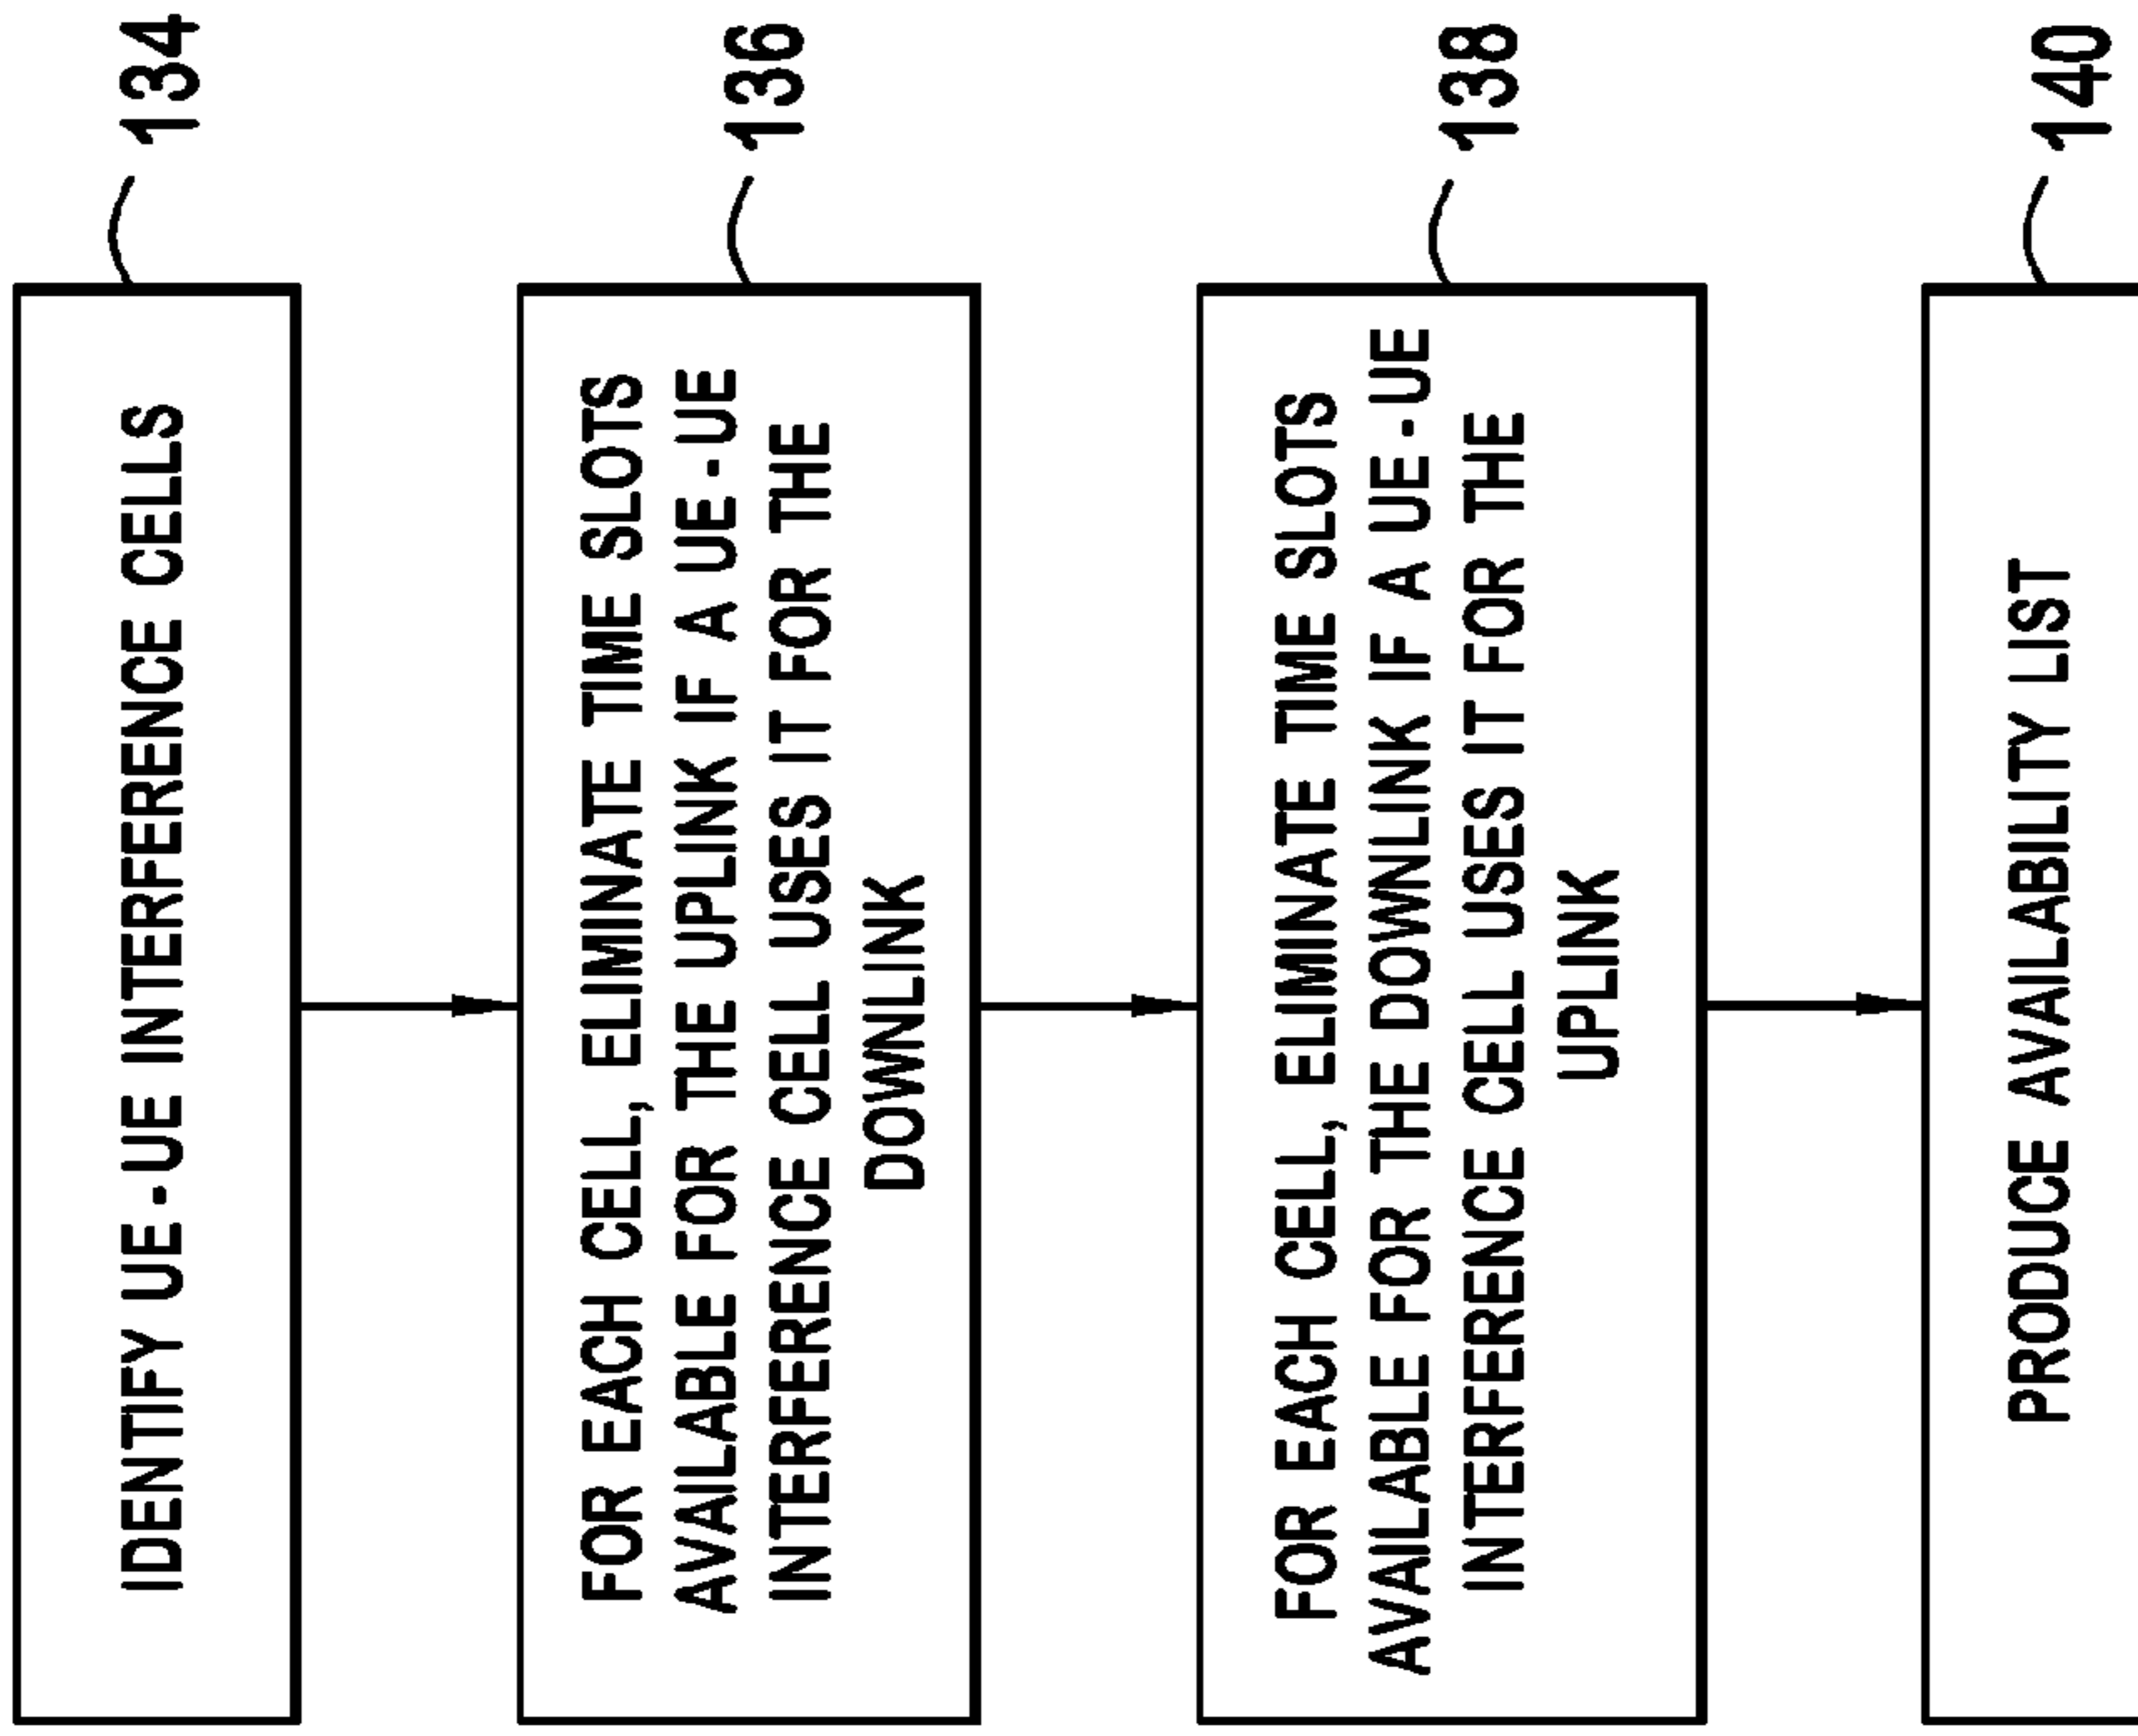 IDENTIFY UE-UE INTERFERENCE CELLS
134
FOR EACH CELL, ELIMINATE TIME SLOTS
AVAILABLE FOR THE UPLINK IF A UE-UE
INTERFERENCE CELL USES IT FOR THE
DOWNLINK
136
FOR EACH CELL, ELIMINATE TIME SLOTS
AVAILABLE FOR THE DOWNLINK IF A UE-UE
INTERFERENCE CELL USES IT FOR THE
UPLINK
138
PRODUCE AVAILABILITY LIST
140